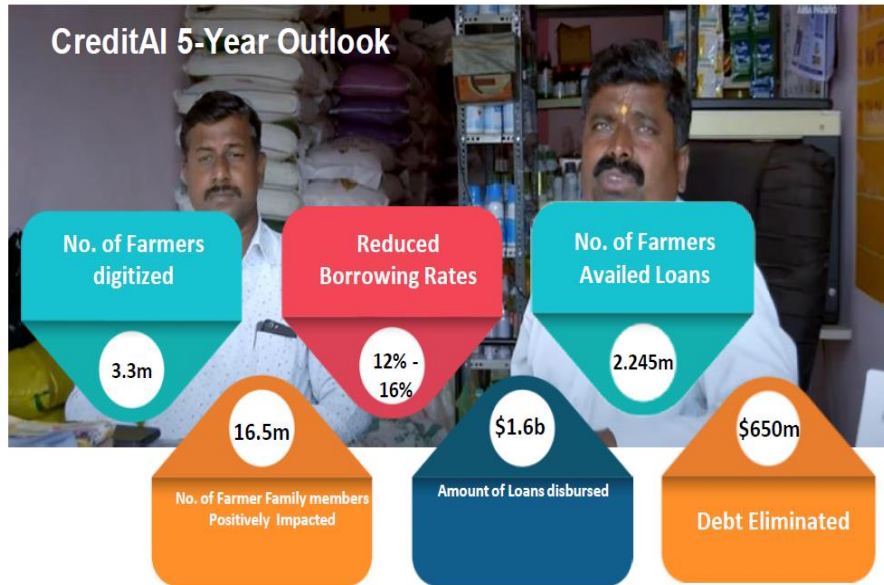 CreditAI 5-Year Outlook
No. of Farmers
digitized
3.3m
Reduced
Borrowing Rates
12% -
16%
No. of Farmers
Availed Loans
2.245m
16.5m
No. of Farmer Family members
Positively Impacted
$1.6b
Amount of Loans disbursed
$650m
Debt Eliminated